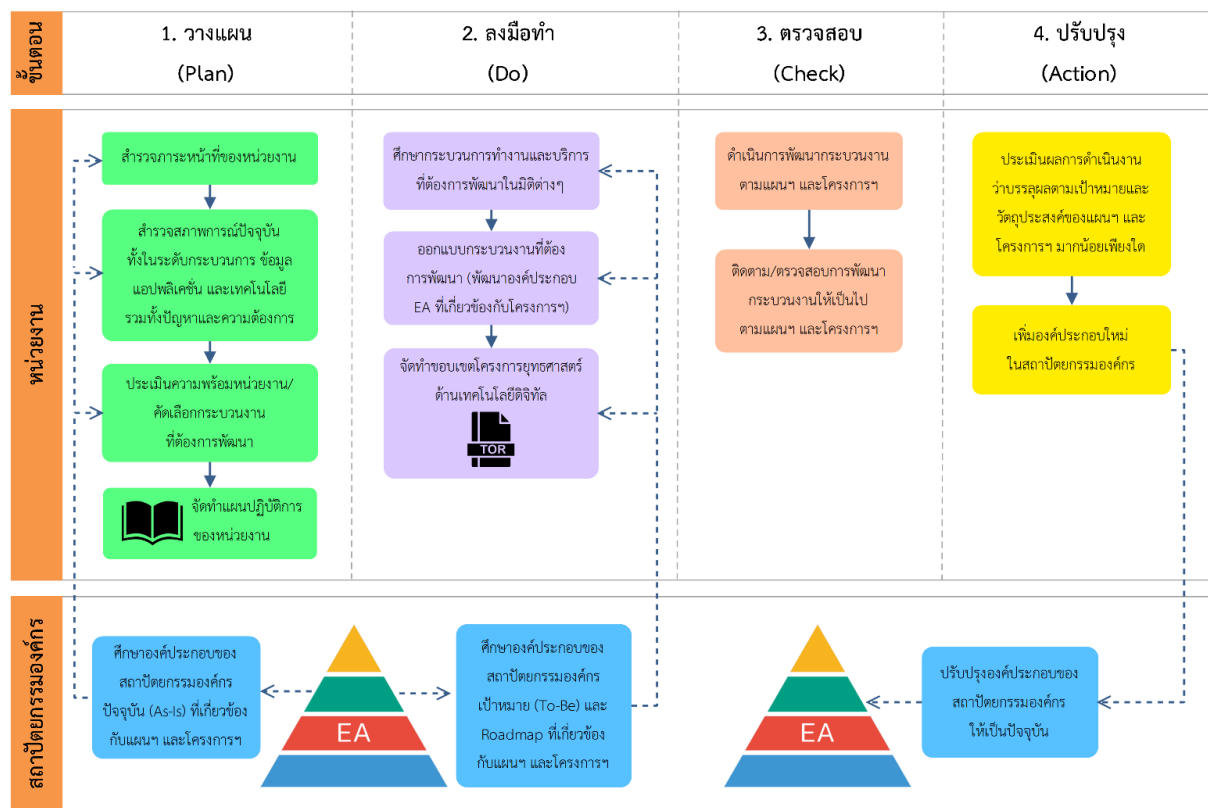 ขั้นตอน
1. วางแผน
(Plan)
2. ลงมือทำ
(Do)
3. ตรวจสอบ
(Check)
4. ปรับปรุง
(Action)
หน่วยงาน
สำรวจภาระหน้าที่ของหน่วยงาน
สำรวจสภาพการณ์ปัจจุบัน
ทั้งในระดับกระบวนการ ข้อมูล
แอปพลิเคชั่น และเทคโนโลยี
รวมทั้งปัญหาและความต้องการ
ประเมินความพร้อมหน่วยงาน/
คัดเลือกกระบวนงาน
ที่ต้องการพัฒนา
จัดทำแผนปฏิบัติการ
ของหน่วยงาน
ศึกษากระบวนการทำงานและบริการ
ที่ต้องการพัฒนาในมิติต่างๆ
ออกแบบกระบวนงานที่ต้อง
การพัฒนา (พัฒนาองค์ประกอบ
EA ที่เกี่ยวข้องกับโครงการฯ)
จัดทำขอบเขตโครงการยุทธศาสตร์
ด้านเทคโนโลยีดิจิทัล
TOR
ดำเนินการพัฒนากระบวนงาน
ตามแผนฯ และโครงการฯ
ติดตาม/ตรวจสอบการพัฒนา
กระบวนงานให้เป็นไป
ตามแผนฯ และโครงการฯ
ประเมินผลการดำเนินงาน
ว่าบรรลุผลตามเป้าหมายและ
วัตถุประสงค์ของแผนฯ และ
โครงการฯ มากน้อยเพียงใด
เพิ่มองค์ประกอบใหม่
ในสถาปัตยกรรมองค์กร
สถาปัตยกรรมองค์กร
ศึกษาองค์ประกอบของ
สถาปัตยกรรมองค์กร
ปัจจุบัน (As-Is) ที่เกี่ยวข้อง
กับแผนฯ และโครงการฯ
EA
ศึกษาองค์ประกอบของ
สถาปัตยกรรมองค์กร
เป้าหมาย (To-Be) และ
Roadmap ที่เกี่ยวข้อง
กับแผนฯ และโครงการฯ
EA
ปรับปรุงองค์ประกอบของ
สถาปัตยกรรมองค์กร
ให้เป็นปัจจุบัน